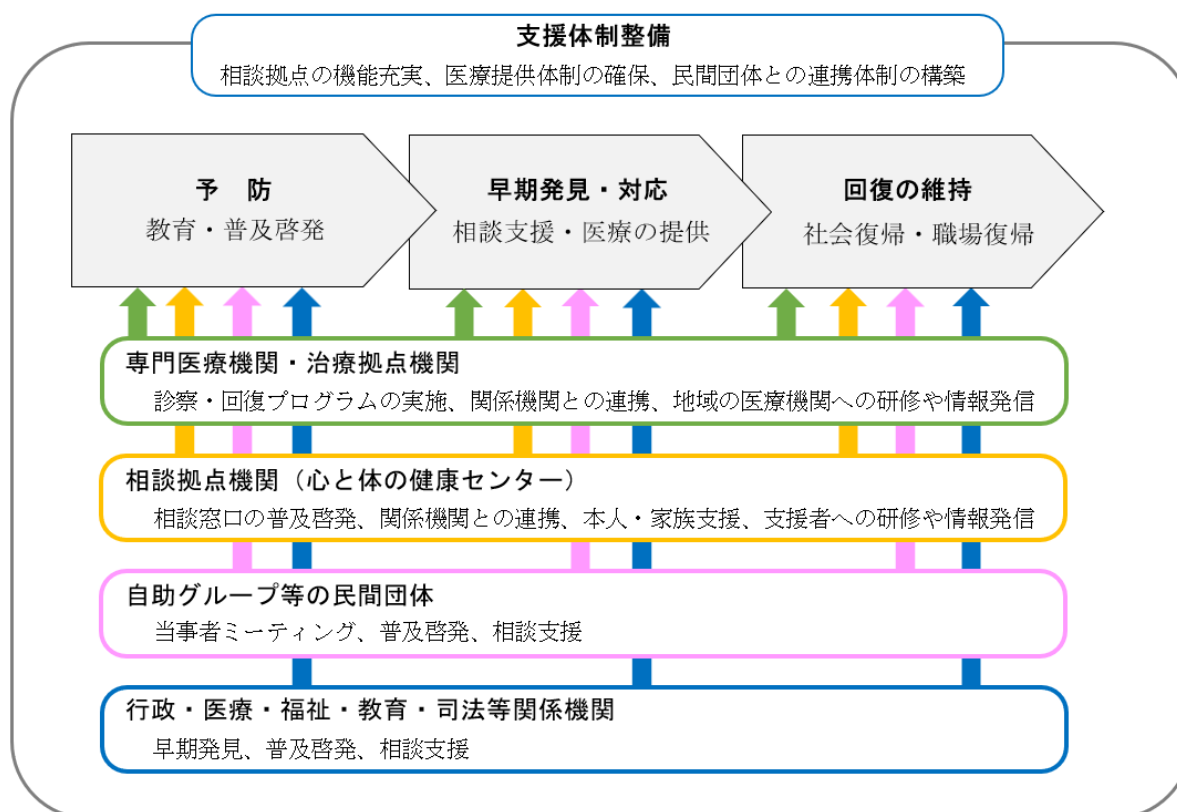 支援体制整備
相談拠点の機能充実、医療提供体制の確保、民間団体との連携体制の構築
予　防
教育・普及啓発
早期発見・対応
相談支援・医療の提供
回復の維持
社会復帰・職場復帰
専門医療機関・治療拠点機関
診察・回復プログラムの実施、関係機関との連携、地域の医療機関への研修や情報発信
相談拠点機関（心と体の健康センター）
相談窓口の普及啓発、関係機関との連携、本人・家族支援、支援者への研修や情報発信
自助グループ等の民間団体
当事者ミーティング、普及啓発、相談支援
行政・医療・福祉・教育・司法等関係機関
早期発見、普及啓発、相談支援